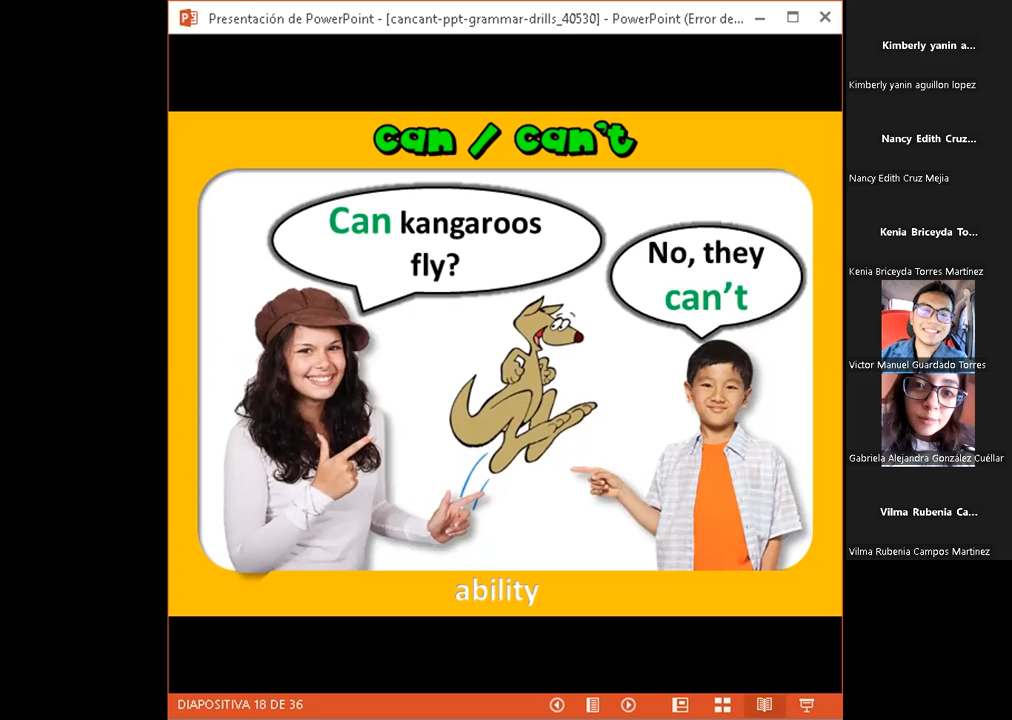 Presentación de PowerPoint - [cancant-ppt-grammar-drills_40530] - PowerPoint (Error de...
can / can't
Can kangaroos
fly?
No, they
can't
ability
DIAPOSITIVA 18 DE 36
Kimberly yanin a...
Kimberly yanin aguillon lopez
Nancy Edith Cruz...
Nancy Edith Cruz Mejia
Kenia Briceyda To...
Kenia Briceyda Torres Martínez
Victor Manuel Guardado Torres
Gabriela Alejandra González Cuéllar
Vilma Rubenia Ca...
Vilma Rubenia Campos Martinez